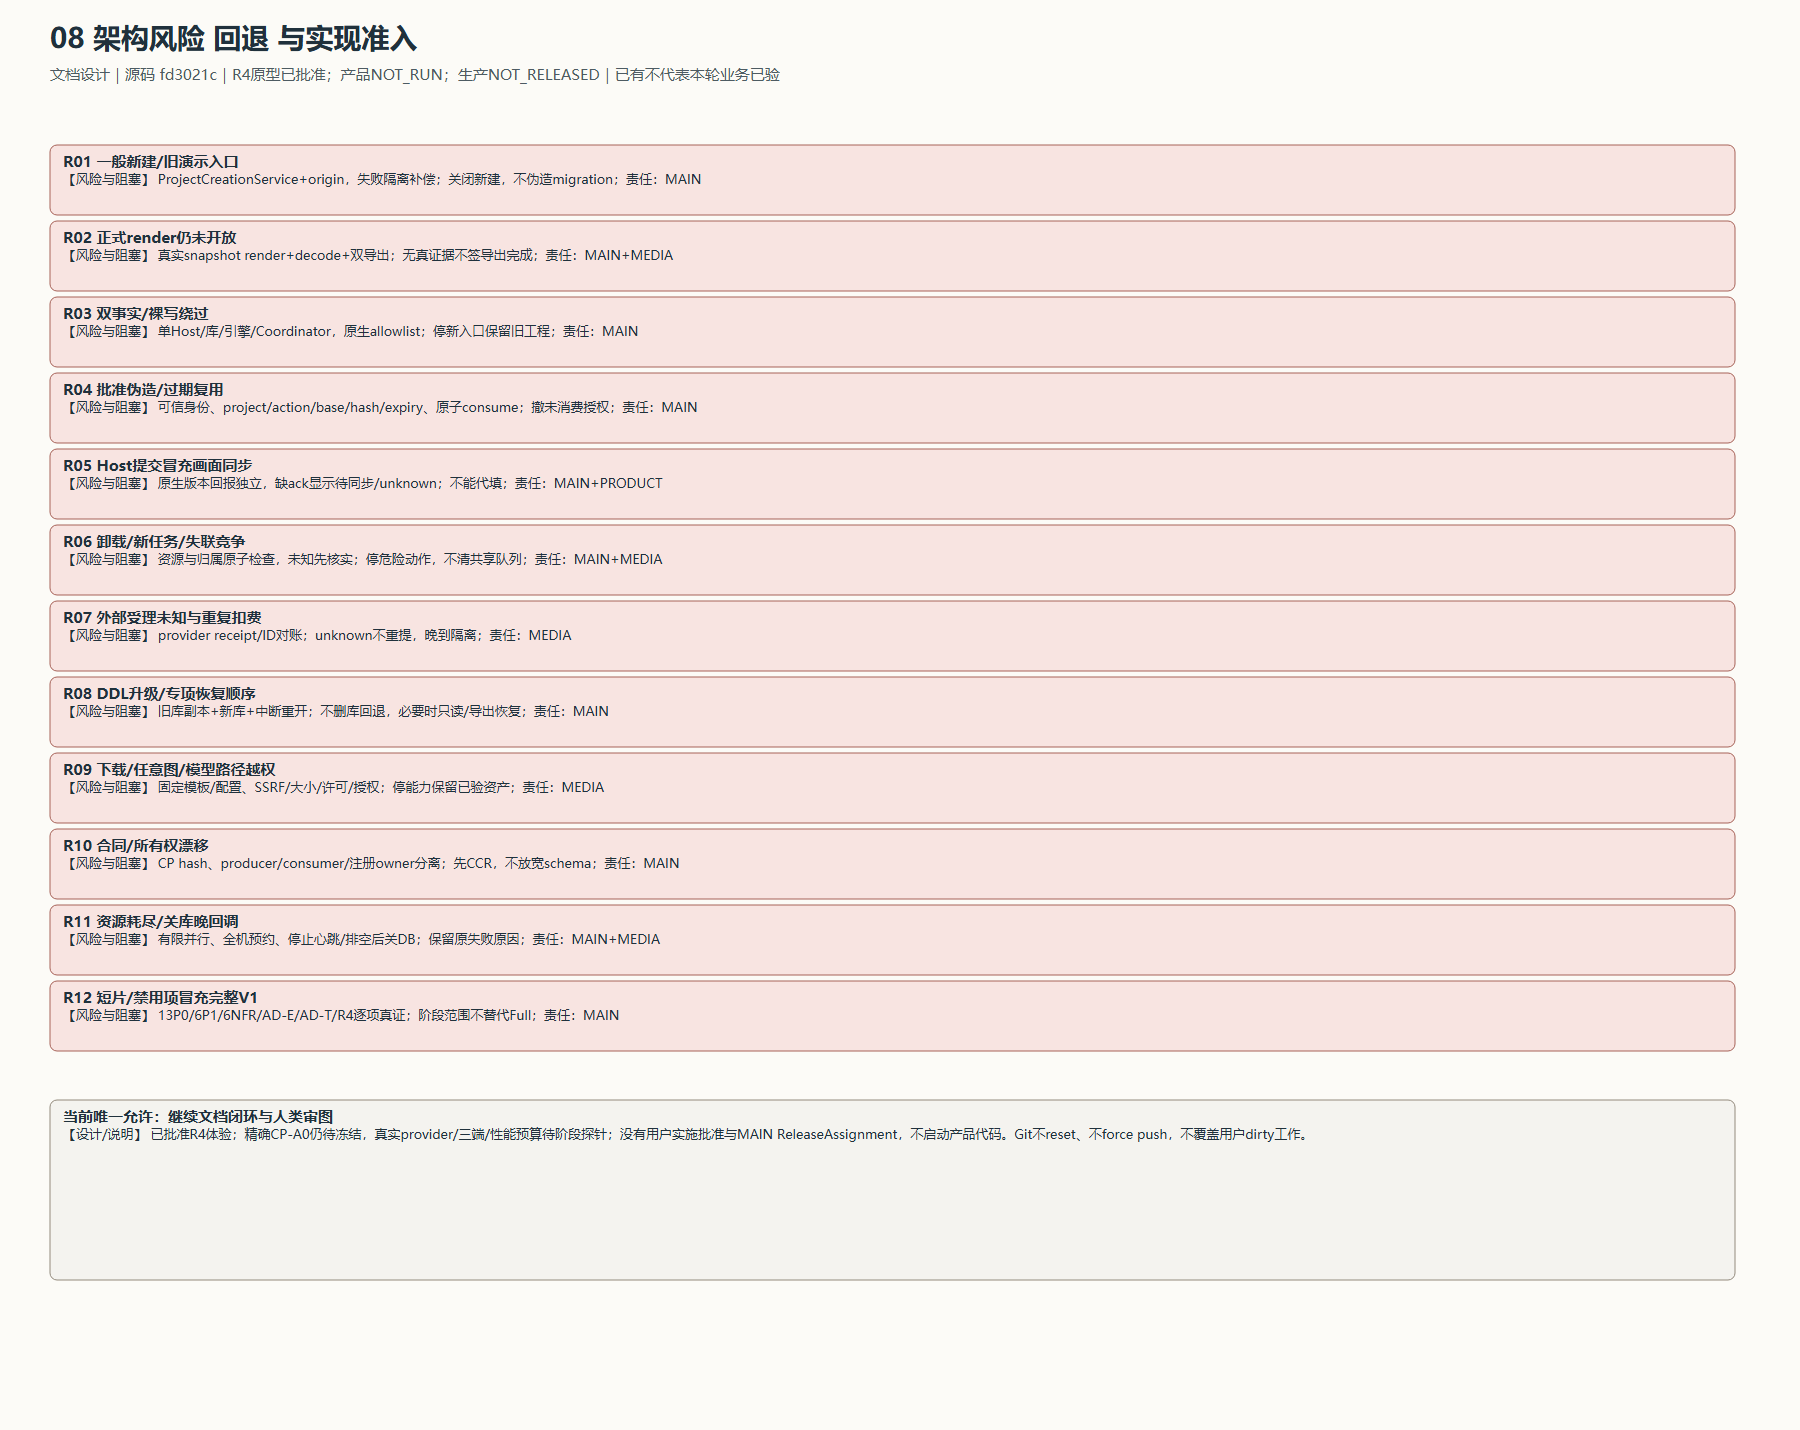 08 架构风险 回退 与实现准入
文档设计｜源码 fd3021c｜R4原型已批准；产品NOT_RUN；生产NOT_RELEASED｜已有不代表本轮业务已验
R01 一般新建/旧演示入口
【风险与阻塞】 ProjectCreationService+origin，失败隔离补偿；关闭新建，不伪造migration；责任：MAIN
R02 正式render仍未开放
【风险与阻塞】 真实snapshot render+decode+双导出；无真证据不签导出完成；责任：MAIN+MEDIA
R03 双事实/裸写绕过
【风险与阻塞】 单Host/库/引擎/Coordinator，原生allowlist；停新入口保留旧工程；责任：MAIN
R04 批准伪造/过期复用
【风险与阻塞】 可信身份、project/action/base/hash/expiry、原子consume；撤未消费授权；责任：MAIN
R05 Host提交冒充画面同步
【风险与阻塞】 原生版本回报独立，缺ack显示待同步/unknown；不能代填；责任：MAIN+PRODUCT
R06 卸载/新任务/失联竞争
【风险与阻塞】 资源与归属原子检查，未知先核实；停危险动作，不清共享队列；责任：MAIN+MEDIA
R07 外部受理未知与重复扣费
【风险与阻塞】 provider receipt/ID对账；unknown不重提，晚到隔离；责任：MEDIA
R08 DDL升级/专项恢复顺序
【风险与阻塞】 旧库副本+新库+中断重开；不删库回退，必要时只读/导出恢复；责任：MAIN
R09 下载/任意图/模型路径越权
【风险与阻塞】 固定模板/配置、SSRF/大小/许可/授权；停能力保留已验资产；责任：MEDIA
R10 合同/所有权漂移
【风险与阻塞】 CP hash、producer/consumer/注册owner分离；先CCR，不放宽schema；责任：MAIN
R11 资源耗尽/关库晚回调
【风险与阻塞】 有限并行、全机预约、停止心跳/排空后关DB；保留原失败原因；责任：MAIN+MEDIA
R12 短片/禁用项冒充完整V1
【风险与阻塞】 13P0/6P1/6NFR/AD-E/AD-T/R4逐项真证；阶段范围不替代Full；责任：MAIN
当前唯一允许：继续文档闭环与人类审图
【设计/说明】 已批准R4体验；精确CP-A0仍待冻结，真实provider/三端/性能预算待阶段探针；没有用户实施批准与MAIN ReleaseAssignment，不启动产品代码。Git不reset、不force push，不覆盖用户dirty工作。